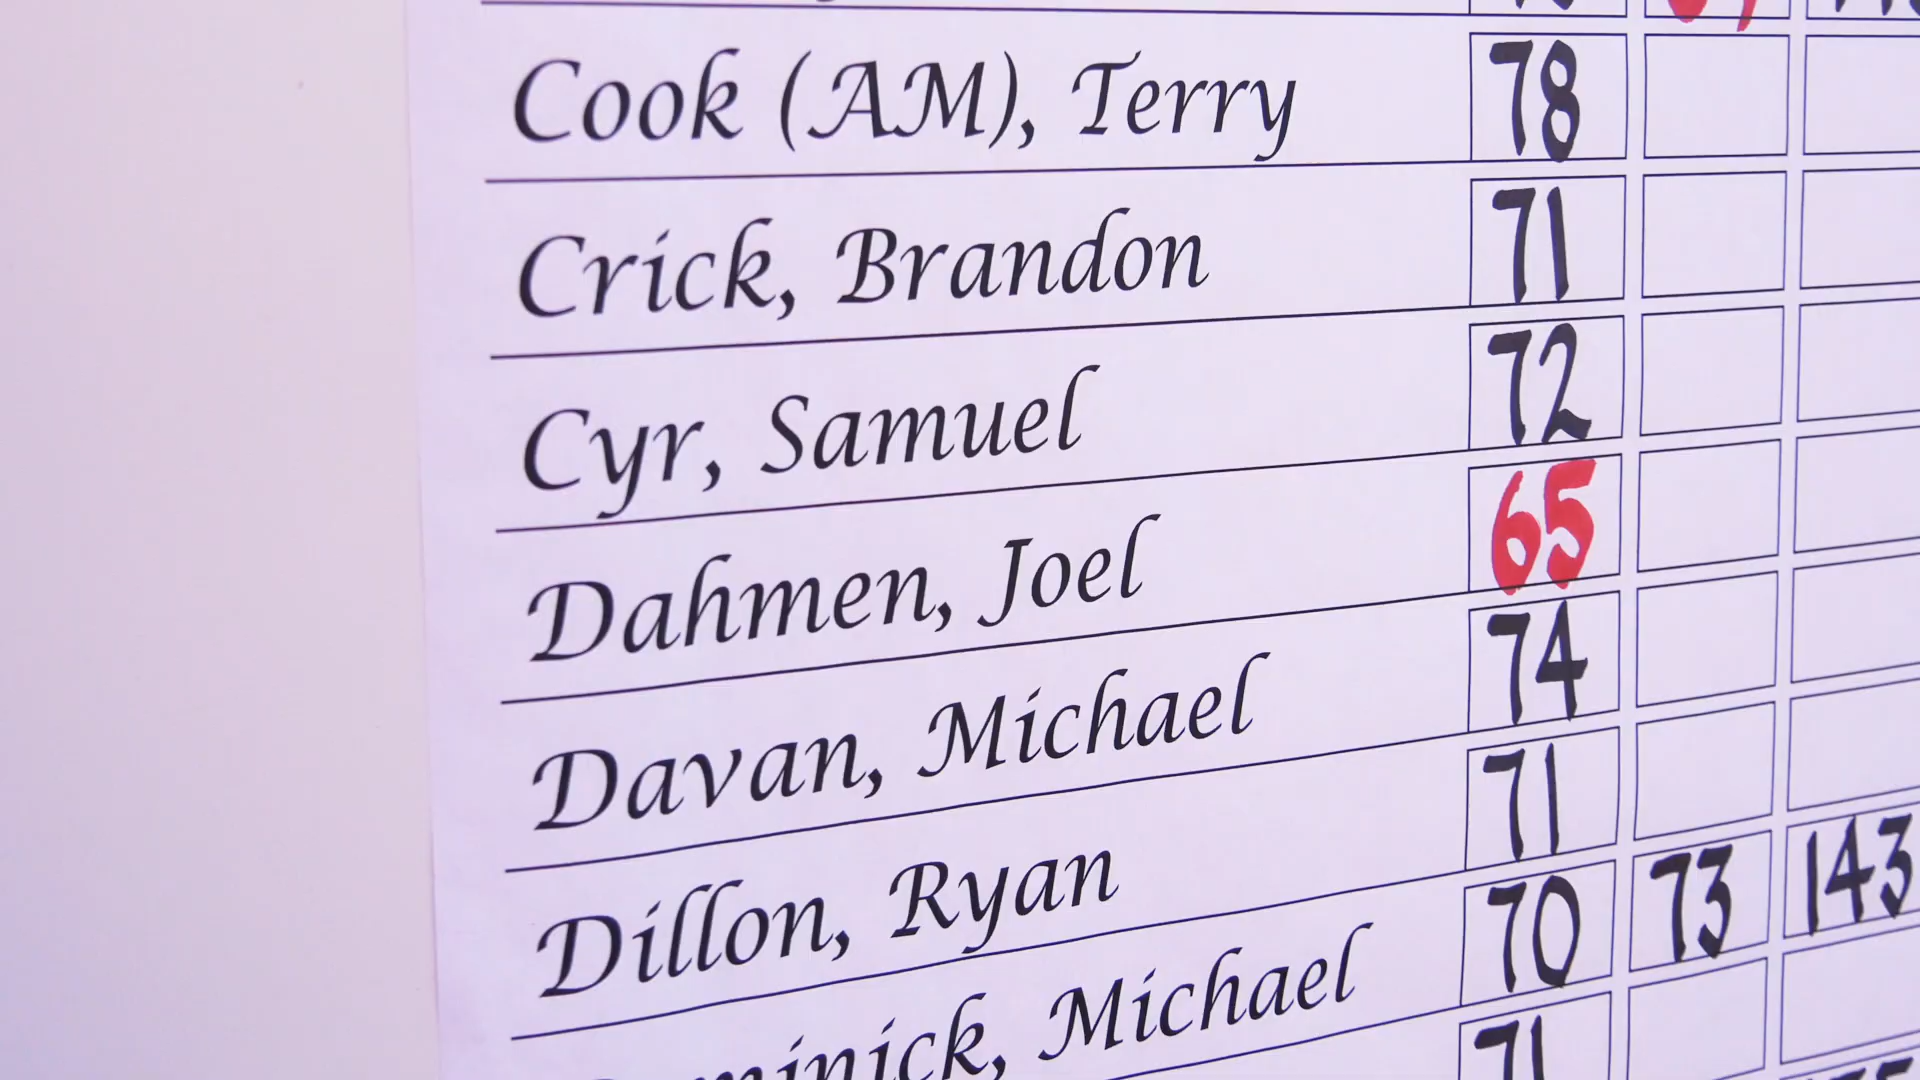 Cook (AM), Terry 78
Crick, Brandon 71
Cyr, Samuel 72
Dahmen, Joel 65
Davan, Michael 74
Dillon, Ryan 71
Michael 70 73 143
71